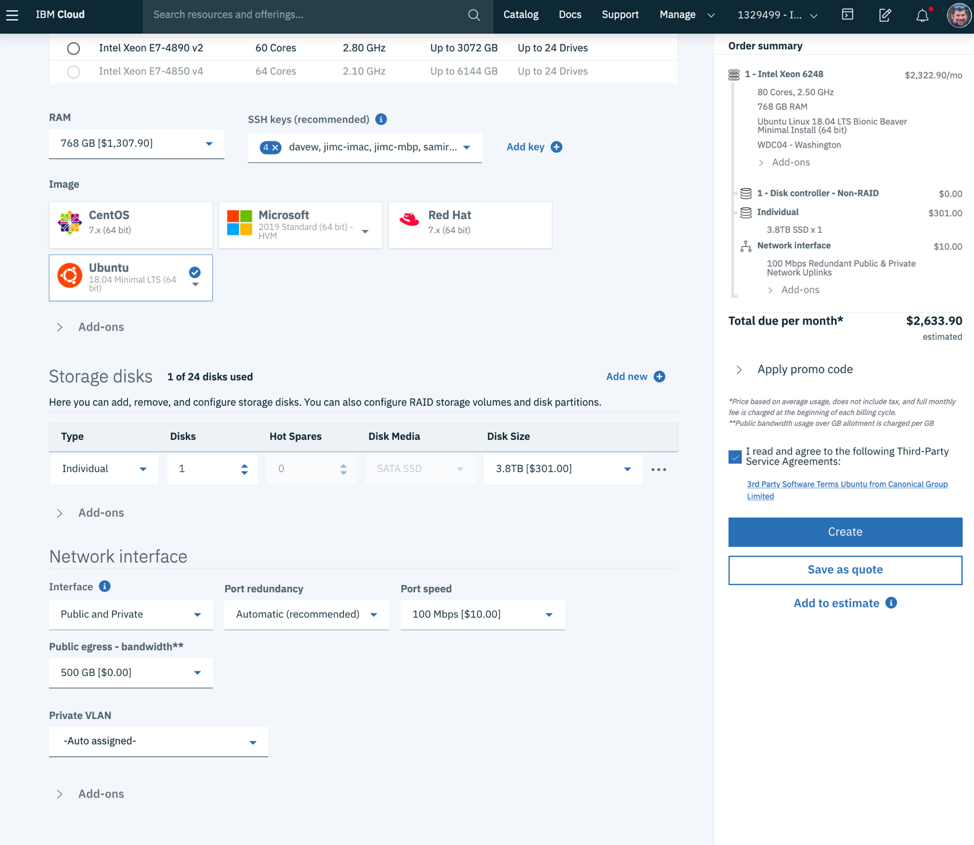 IBM Cloud
Search resources and offerings...
Catalog
Docs
Support
Manage
1329499 - I...
Intel Xeon E7-4890 v2 60 Cores 2.80 GHz Up to 3072 GB Up to 24 Drives
Intel Xeon E7-4850 v4 64 Cores 2.10 GHz Up to 6144 GB Up to 24 Drives
RAM
768 GB [$1,307.90]
SSH keys (recommended)
4 × davew, jimc-imac, jimc-mbp, samir...
Add key
Image
CentOS
7.x (64 bit)
Microsoft
2019 Standard (64 bit) -
HVM
Red Hat
7.x (64 bit)
Ubuntu
18.04 Minimal LTS (64
bit)
Add-ons
Storage disks 1 of 24 disks used
Add new
Here you can add, remove, and configure storage disks. You can also configure RAID storage volumes and disk partitions.
Type Disks Hot Spares Disk Media Disk Size
Individual 1 0 SATA SSD 3.8TB [$301.00]
Add-ons
Network interface
Interface
Public and Private
Port redundancy
Automatic (recommended)
Port speed
100 Mbps [$10.00]
Public egress - bandwidth**
500 GB [$0.00]
Private VLAN
-Auto assigned-
Add-ons
Order summary
1 - Intel Xeon 6248 $2,322.90/mo
80 Cores, 2.50 GHz
768 GB RAM
Ubuntu Linux 18.04 LTS Bionic Beaver
Minimal Install (64 bit)
WDC04 - Washington
Add-ons
1 - Disk controller - Non-RAID $0.00
Individual $301.00
3.8TB SSD x 1
Network interface $10.00
100 Mbps Redundant Public & Private
Network Uplinks
Add-ons
Total due per month* $2,633.90
estimated
Apply promo code
*Price based on average usage, does not include tax, and full monthly
fee is charged at the beginning of each billing cycle.
**Public bandwidth usage over GB allotment is charged per GB
I read and agree to the following Third-Party
Service Agreements:
3rd Party Software Terms Ubuntu from Canonical Group
Limited
Create
Save as quote
Add to estimate